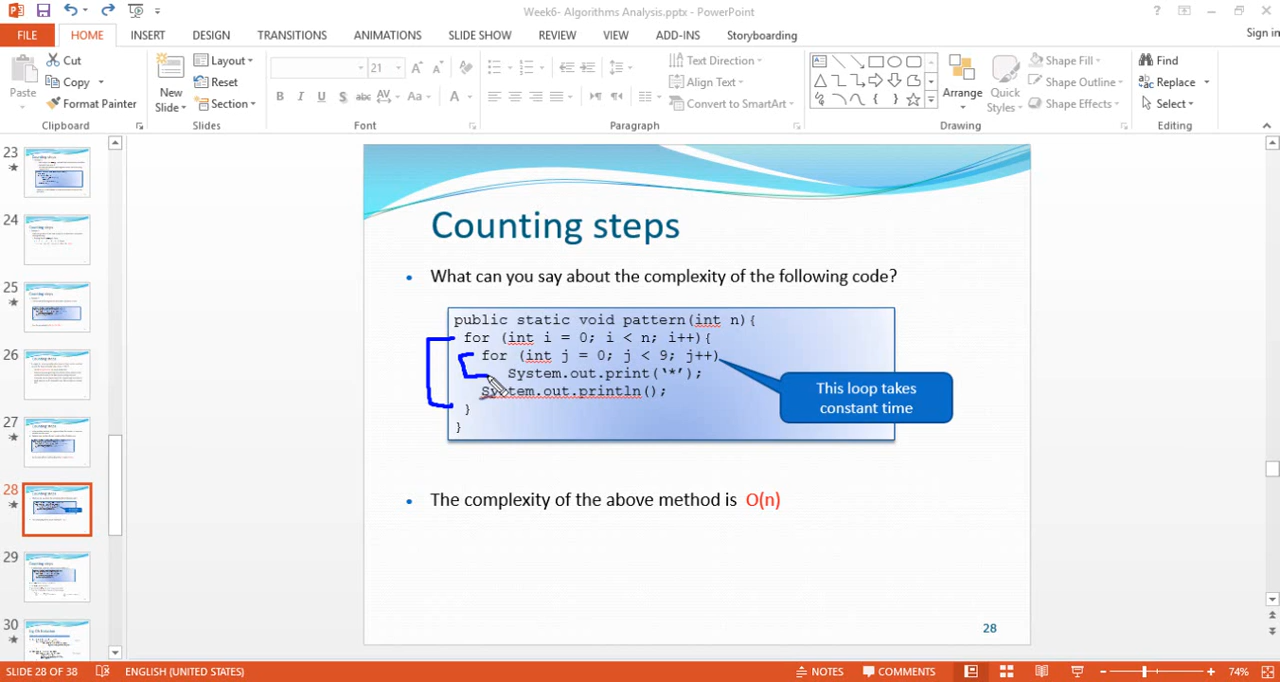 Week6- Algorithms Analysis.pptx - PowerPoint
Sign in
FILE HOME INSERT DESIGN TRANSITIONS ANIMATIONS SLIDE SHOW REVIEW VIEW ADD-INS Storyboarding
Paste
Cut
Copy
Format Painter
Clipboard
New Slide
Layout
Reset
Section
Slides
21
B I U S abc AV Aa A
Font
Text Direction
Align Text
Convert to SmartArt
Paragraph
Arrange
Quick Styles
Shape Fill
Shape Outline
Shape Effects
Drawing
Find
Replace
Select
Editing
23
24
25
26
27
28
29
30
Counting steps
What can you say about the complexity of the following code?
public static void pattern(int n){
for (int i = 0; i < n; i++){
for (int j = 0; j < 9; j++)
System.out.print(‘*’);
System.out.println();
}
}
This loop takes
constant time
The complexity of the above method is O(n)
28
SLIDE 28 OF 38 ENGLISH (UNITED STATES) NOTES COMMENTS 74%